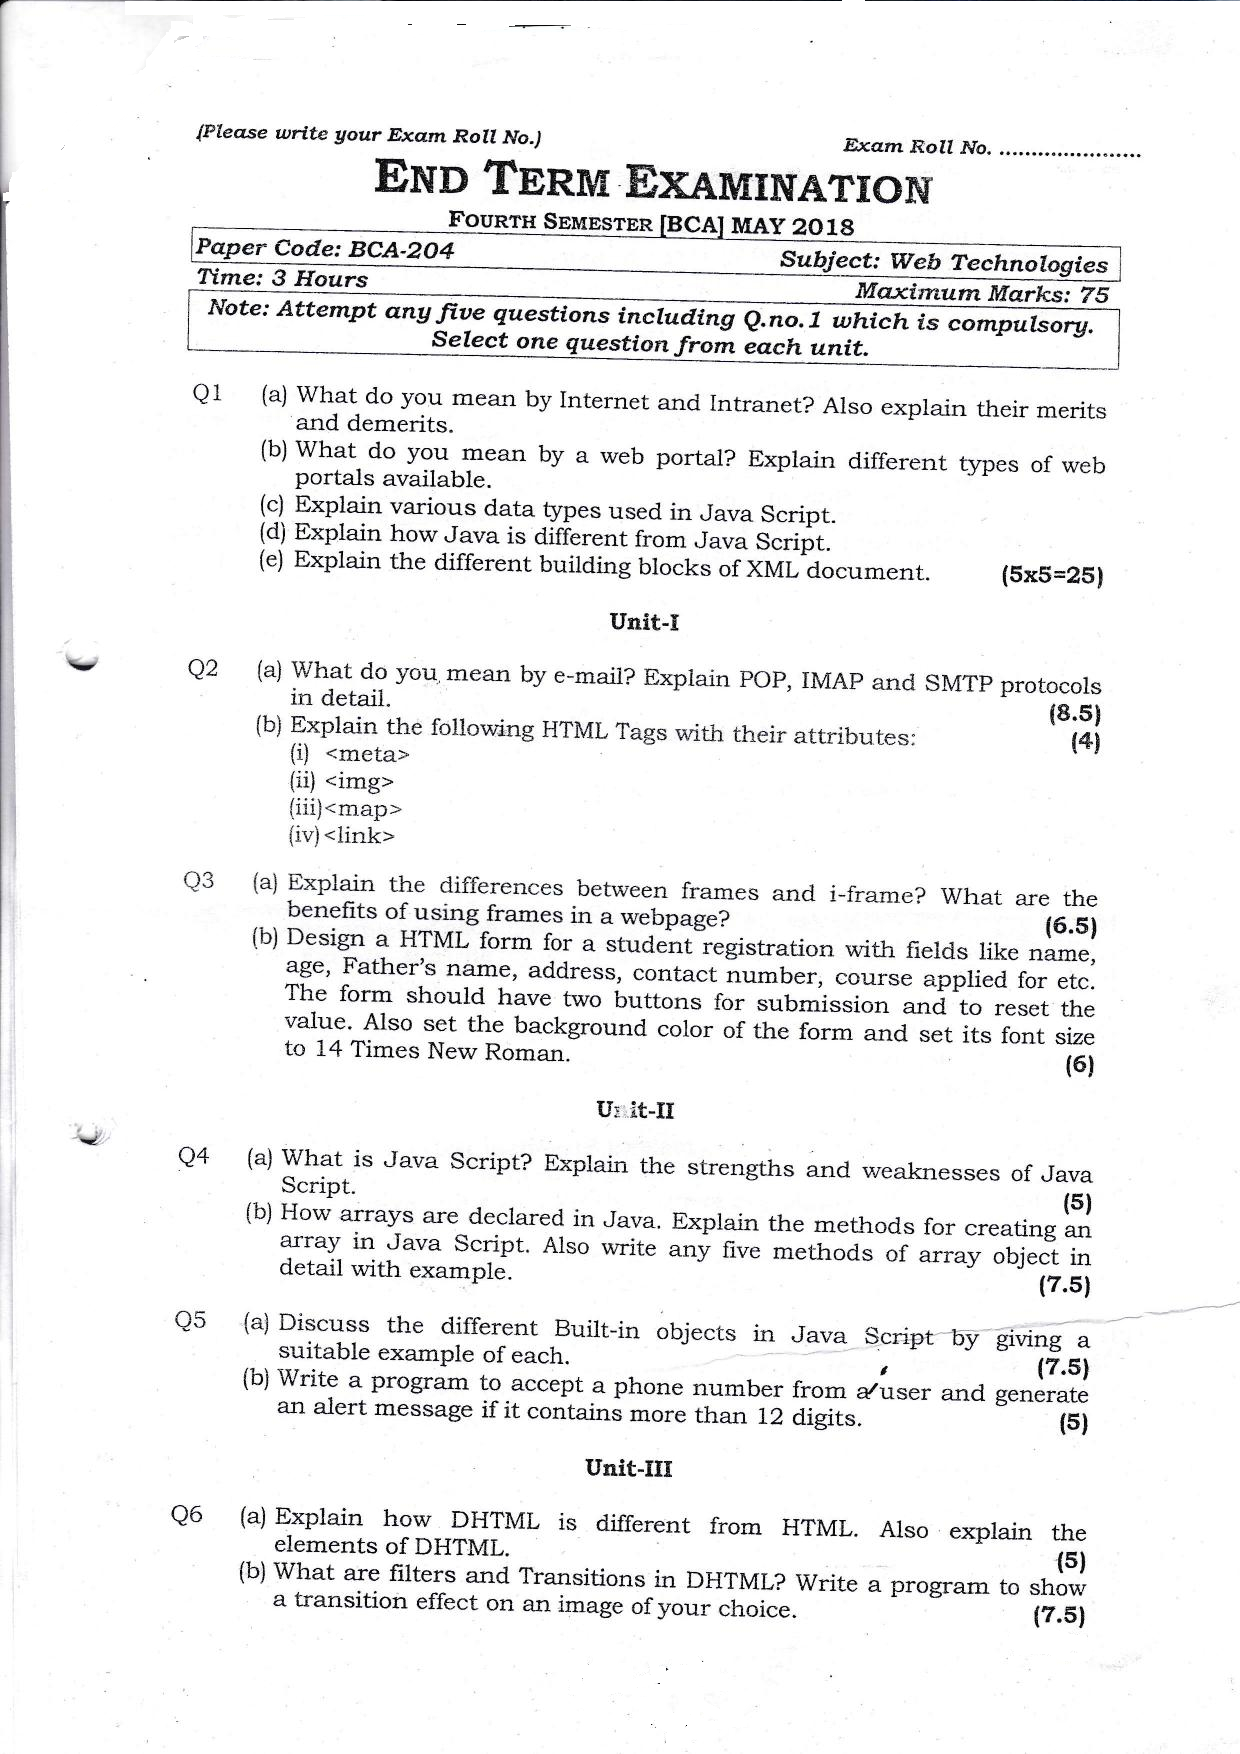 (Please write your Exam Roll No.)
Exam Roll No. ......................
END TERM EXAMINATION
FOURTH SEMESTER [BCA] MAY 2018
Paper Code: BCA-204 Subject: Web Technologies
Time: 3 Hours Maximum Marks: 75
Note: Attempt any five questions including Q.no.1 which is compulsory.
Select one question from each unit.
Q1 (a) What do you mean by Internet and Intranet? Also explain their merits
and demerits.
(b) What do you mean by a web portal? Explain different types of web
portals available.
(c) Explain various data types used in Java Script.
(d) Explain how Java is different from Java Script.
(e) Explain the different building blocks of XML document. (5x5=25)
Unit-I
Q2 (a) What do you mean by e-mail? Explain POP, IMAP and SMTP protocols
in detail. (8.5)
(b) Explain the following HTML Tags with their attributes: (4)
(i) <meta>
(ii) <img>
(iii) <map>
(iv) <link>
Q3 (a) Explain the differences between frames and i-frame? What are the
benefits of using frames in a webpage? (6.5)
(b) Design a HTML form for a student registration with fields like name,
age, Father's name, address, contact number, course applied for etc.
The form should have two buttons for submission and to reset the
value. Also set the background color of the form and set its font size
to 14 Times New Roman. (6)
Unit-II
Q4 (a) What is Java Script? Explain the strengths and weaknesses of Java
Script. (5)
(b) How arrays are declared in Java. Explain the methods for creating an
array in Java Script. Also write any five methods of array object in
detail with example. (7.5)
Q5 (a) Discuss the different Built-in objects in Java Script by giving a
suitable example of each. (7.5)
(b) Write a program to accept a phone number from a user and generate
an alert message if it contains more than 12 digits. (5)
Unit-III
Q6 (a) Explain how DHTML is different from HTML. Also explain the
elements of DHTML. (5)
(b) What are filters and Transitions in DHTML? Write a program to show
a transition effect on an image of your choice. (7.5)